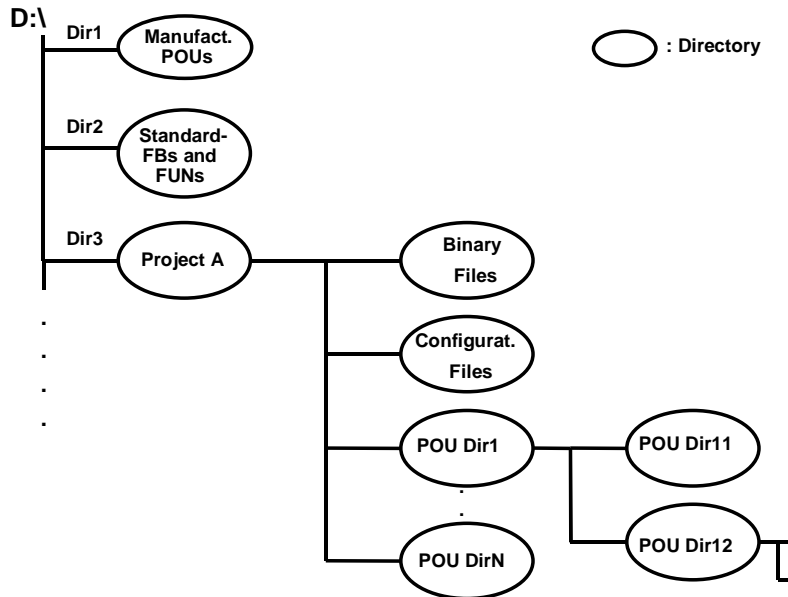 D:\
Dir1
Manufact.
POUs
: Directory
Dir2
Standard-
FBs and
FUNs
Dir3
Project A
Binary
Files
.
.
.
.
Configurat.
Files
POU Dir1
POU Dir11
.
.
POU DirN
POU Dir12